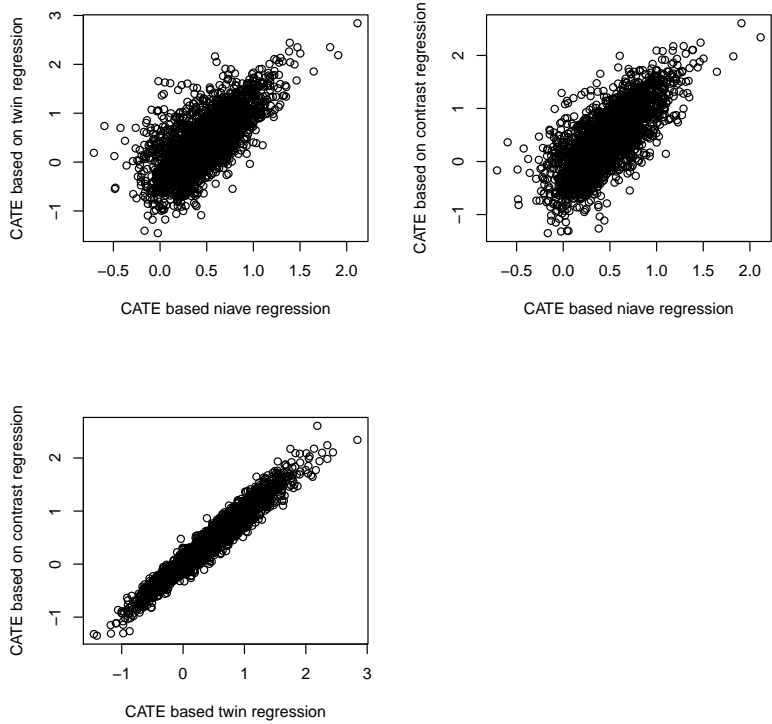 3
2
1
0
−1
CATE based on twin regression
−0.5 0.0 0.5 1.0 1.5 2.0
CATE based niave regression
2
1
0
−1
CATE based on contrast regression
−0.5 0.0 0.5 1.0 1.5 2.0
CATE based niave regression
2
1
0
−1
CATE based on contrast regression
−1 0 1 2 3
CATE based twin regression